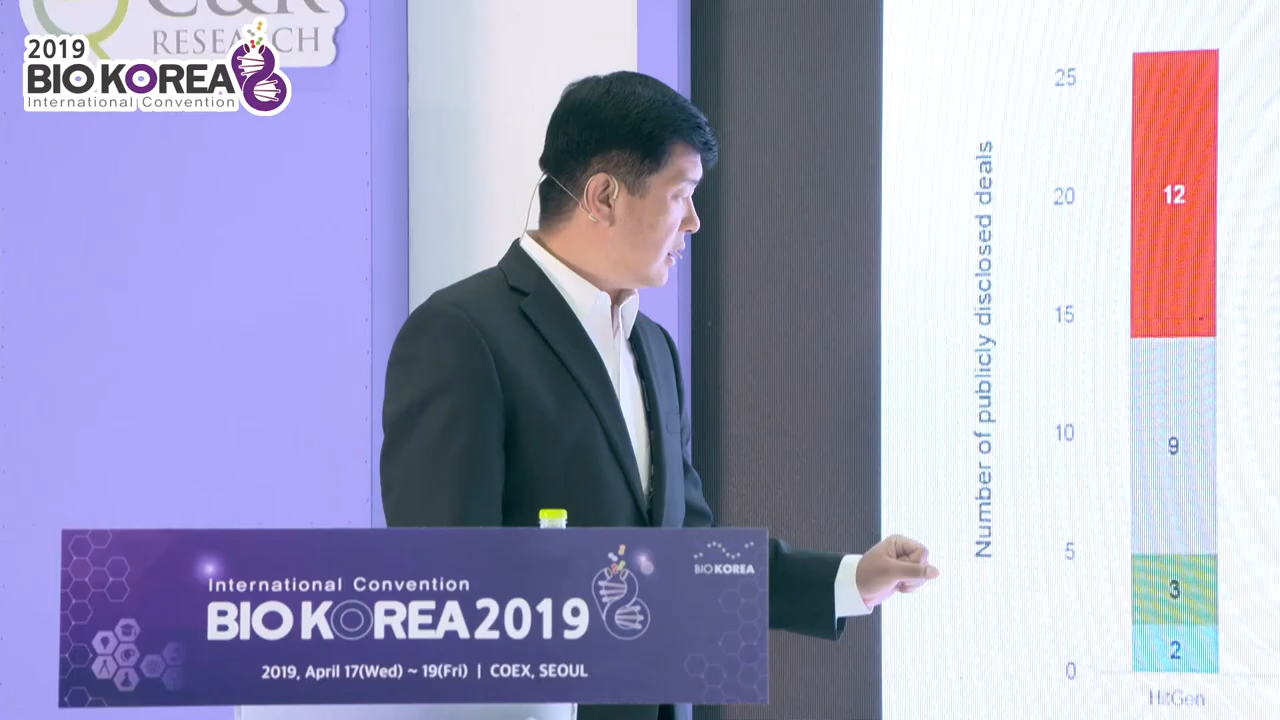 C&R
RESEARCH
2019
BIO KOREA
International Convention
International Convention
BIO KOREA 2019
2019, April 17(Wed) ~ 19(Fri) | COEX, SEOUL
BIO KOREA
Number of publicly disclosed deals
25
20
15
10
5
0
12
9
3
2
HitGen